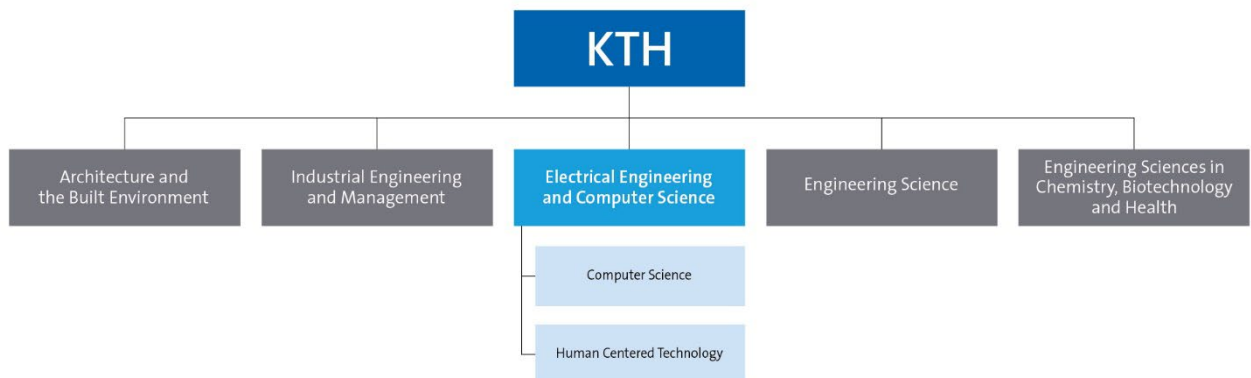 KTH
Architecture and
the Built Environment
Industrial Engineering
and Management
Electrical Engineering
and Computer Science
Engineering Science
Engineering Sciences in
Chemistry, Biotechnology
and Health
Computer Science
Human Centered Technology